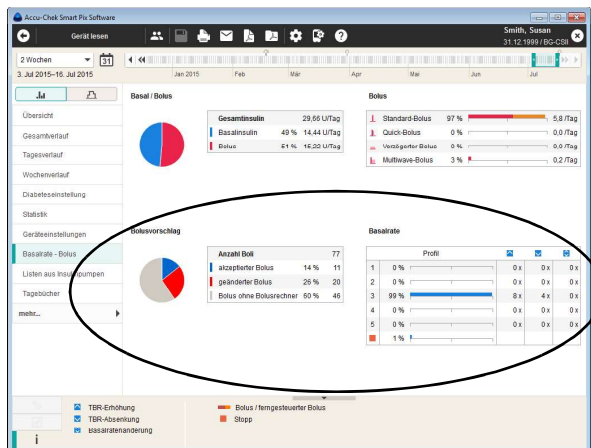 Accu-Chek Smart Pix Software
Gerät lesen
Smith, Susan
31.12.1999 / BG-CSII
2 Wochen
31
3. Jul 2015–16. Jul 2015
Jan 2015 Feb Mär Apr Mai Jun Jul
Übersicht
Gesamtverlauf
Tagesverlauf
Wochenverlauf
Diabeteseinstellung
Statistik
Geräteeinstellungen
Basalrate - Bolus
Listen aus Insulinpumpen
Tagebücher
mehr...
Basal / Bolus
Gesamtinsulin 29,66 U/Tag
Basalinsulin 49 % 14,44 U/Tag
Bolus 51 % 15,22 U/Tag
Bolus
Standard-Bolus 97 % 5,8 /Tag
Quick-Bolus 0 % 0,0 /Tag
Verzögerter Bolus 0 % 0,0 /Tag
Multiwave-Bolus 3 % 0,2 /Tag
Bolusvorschlag
Anzahl Boli 77
akzeptierter Bolus 14 % 11
geänderter Bolus 26 % 20
Bolus ohne Bolusrechner 60 % 46
Basalrate
Profil
1 0 % 0 x 0 x 0 x
2 0 % 0 x 0 x 0 x
3 99 % 8 x 4 x 0 x
4 0 % 0 x 0 x 0 x
5 0 % 0 x 0 x 0 x
1 %
TBR-Erhöhung
TBR-Absenkung
Basalratenänderung
Bolus / ferngesteuerter Bolus
Stopp
i